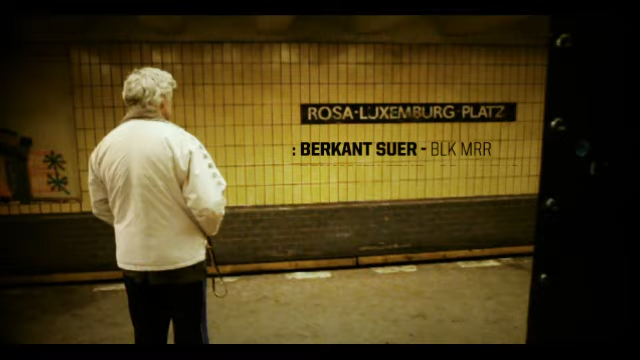 ROSA-LUXEMBURG-PLATZ
: BERKANT SUER - BLK MRR